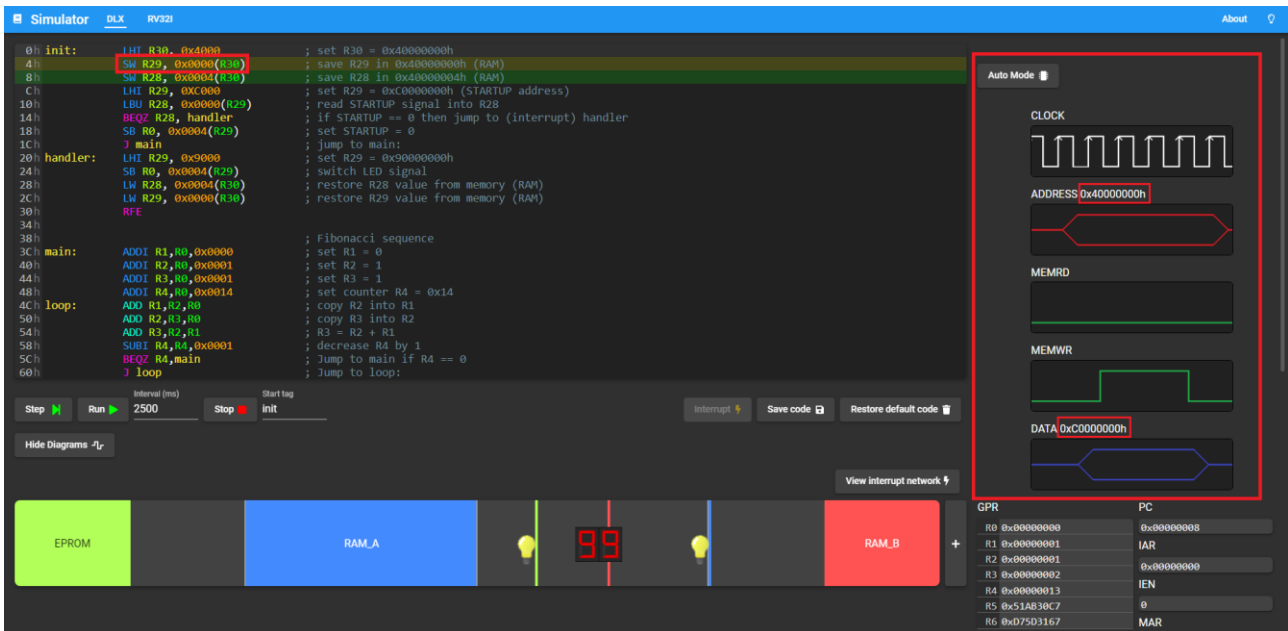 Simulator DLX RV32I About
0h init: LHI R30, 0x4000 ; set R30 = 0x40000000h
4h SW R29, 0x0000(R30) ; save R29 in 0x40000000h (RAM)
8h SW R28, 0x0004(R30) ; save R28 in 0x40000004h (RAM)
Ch LHI R29, 0XC000 ; set R29 = 0xC0000000h (STARTUP address)
10h LBU R28, 0x0000(R29) ; read STARTUP signal into R28
14h BEQZ R28, handler ; if STARTUP == 0 then jump to (interrupt) handler
18h SB R0, 0x0004(R29) ; set STARTUP = 0
1Ch J main ; jump to main:
20h handler: LHI R29, 0x9000 ; set R29 = 0x90000000h
24h SB R0, 0x0004(R29) ; switch LED signal
28h LW R28, 0x0004(R30) ; restore R28 value from memory (RAM)
2Ch LW R29, 0x0000(R30) ; restore R29 value from memory (RAM)
30h RFE
34h
38h ; Fibonacci sequence
3Ch main: ADDI R1,R0,0x0000 ; set R1 = 0
40h ADDI R2,R0,0x0001 ; set R2 = 1
44h ADDI R3,R0,0x0001 ; set R3 = 1
48h ADDI R4,R0,0x0014 ; set counter R4 = 0x14
4Ch loop: ADD R1,R2,R0 ; copy R2 into R1
50h ADD R2,R3,R0 ; copy R3 into R2
54h ADD R3,R2,R1 ; R3 = R2 + R1
58h SUBI R4,R4,0x0001 ; decrease R4 by 1
5Ch BEQZ R4,main ; Jump to main if R4 == 0
60h J loop ; Jump to loop:
Step Run Interval (ms) 2500 Stop Start tag init Interrupt Save code Restore default code
Hide Diagrams
View interrupt network
EPROM RAM_A 99 RAM_B +
Auto Mode
CLOCK
ADDRESS 0x40000000h
MEMRD
MEMWR
DATA 0xC0000000h
GPR PC
R0 0x00000000 0x00000008
R1 0x00000001 IAR
R2 0x00000001 0x00000000
R3 0x00000002 IEN
R4 0x00000013
R5 0x51AB30C7 0
R6 0xD75D3167 MAR